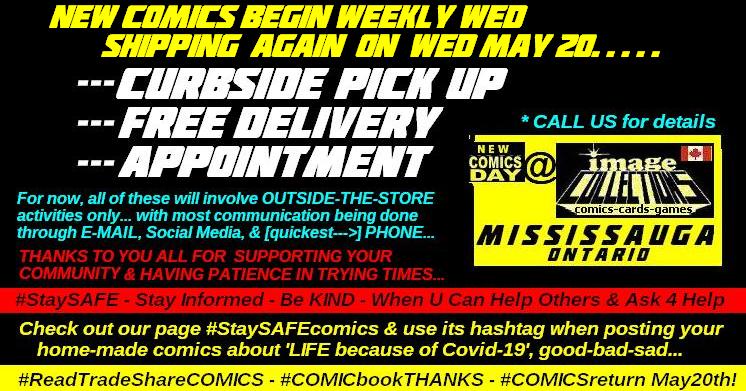 NEW COMICS BEGIN WEEKLY WED
SHIPPING AGAIN ON WED MAY 20.....
---CURBSIDE PICK UP
---FREE DELIVERY
---APPOINTMENT
* CALL US for details
NEW
COMICS
DAY
@
image
COLLECTIONS
comics-cards-games
MISSISSAUGA
ONTARIO
For now, all of these will involve OUTSIDE-THE-STORE
activities only... with most communication being done
through E-MAIL, Social Media, & [quickest--->] PHONE...
THANKS TO YOU ALL FOR SUPPORTING YOUR
COMMUNITY & HAVING PATIENCE IN TRYING TIMES...
#StaySAFE - Stay Informed - Be KIND - When U Can Help Others & Ask 4 Help
Check out our page #StaySAFEcomics & use its hashtag when posting your
home-made comics about 'LIFE because of Covid-19', good-bad-sad...
#ReadTradeShareCOMICS - #COMICbookTHANKS - #COMICSreturn May20th!